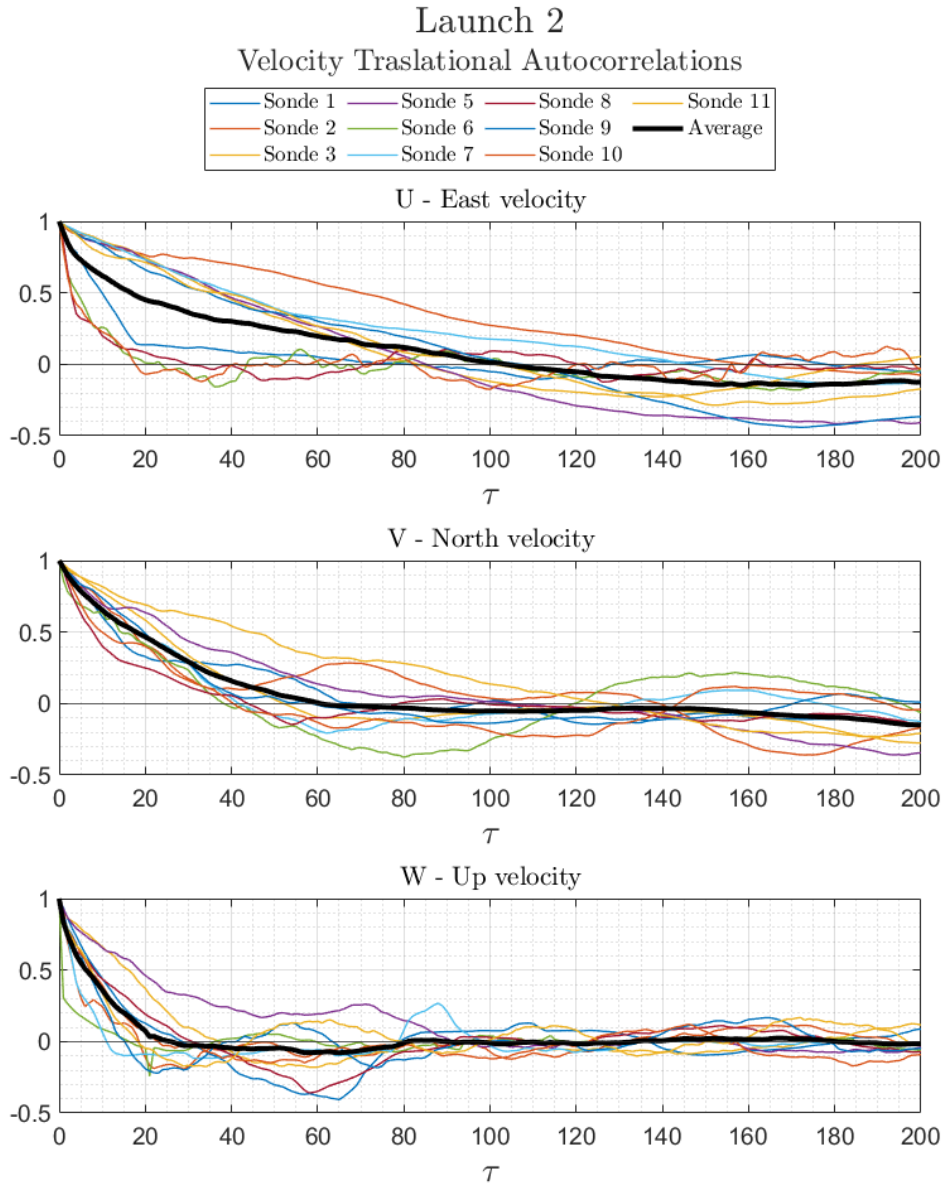 Launch 2
Velocity Traslational Autocorrelations
Sonde 1 Sonde 5 Sonde 8 Sonde 11
Sonde 2 Sonde 6 Sonde 9 Average
Sonde 3 Sonde 7 Sonde 10
U - East velocity
1
0.5
0
-0.5
0 20 40 60 80 100 120 140 160 180 200
τ
V - North velocity
1
0.5
0
-0.5
0 20 40 60 80 100 120 140 160 180 200
τ
W - Up velocity
1
0.5
0
-0.5
0 20 40 60 80 100 120 140 160 180 200
τ